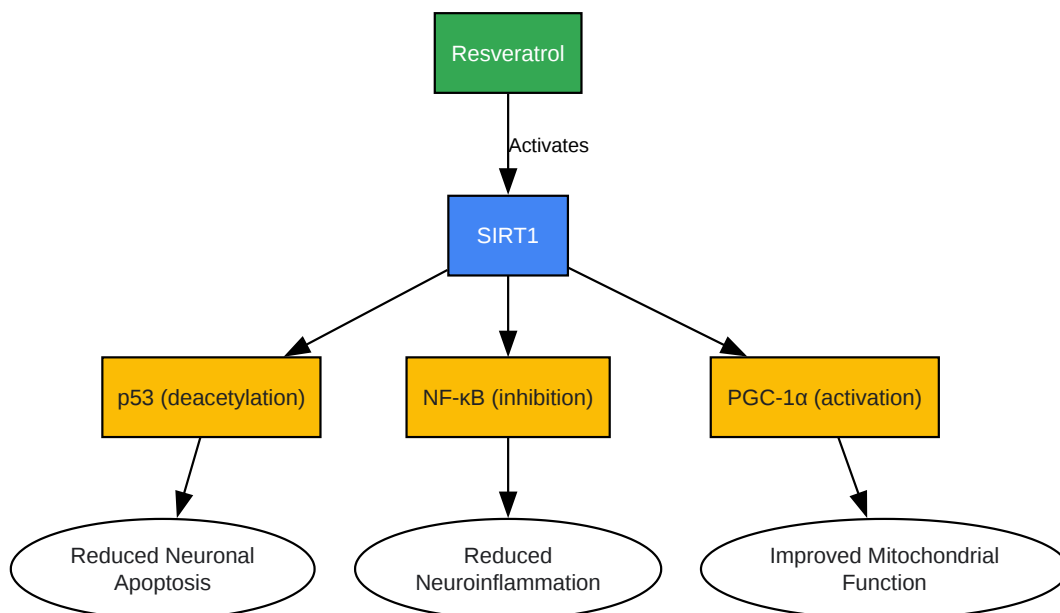 Resveratrol
Activates
SIRT1
p53 (deacetylation)
NF-κB (inhibition)
PGC-1α (activation)
Reduced Neuronal
Apoptosis
Reduced
Neuroinflammation
Improved Mitochondrial
Function